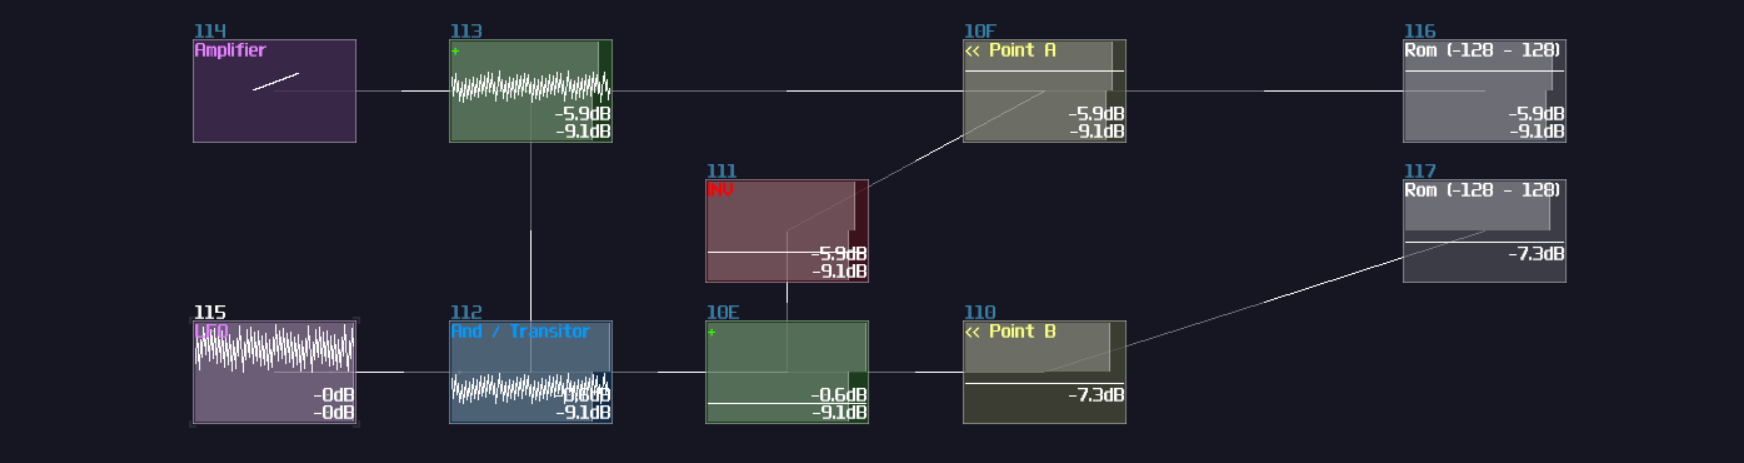 114
Amplifier
113
+
-5.9dB
-9.1dB
10F
<< Point A
-5.9dB
-9.1dB
116
Rom (-128 - 128)
-5.9dB
-9.1dB
111
INV
-5.9dB
-9.1dB
117
Rom (-128 - 128)
-7.3dB
115
LFO
-0dB
-0dB
112
And / Transitor
-0.6dB
-9.1dB
10E
+
-0.6dB
-9.1dB
110
<< Point B
-7.3dB